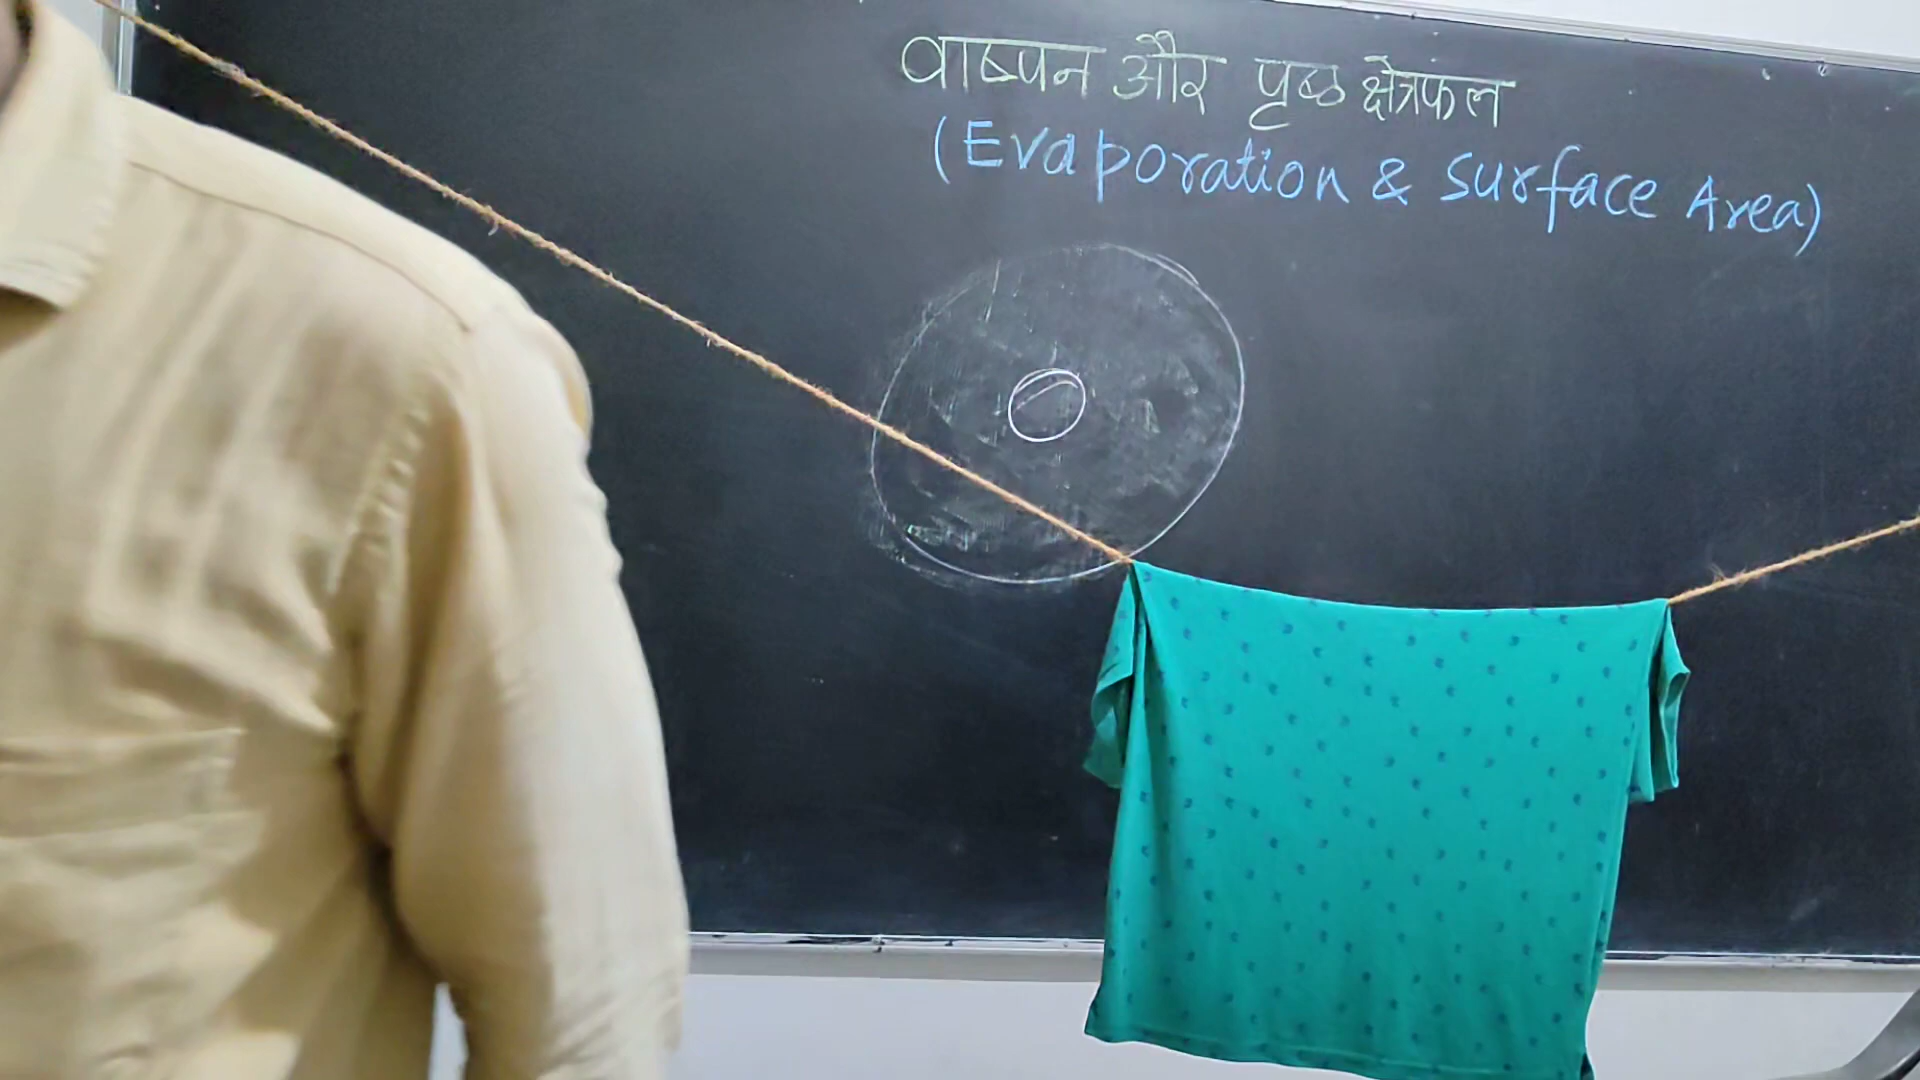 वाष्पन और पृष्ठ क्षेत्रफल
(Evaporation & Surface Area)